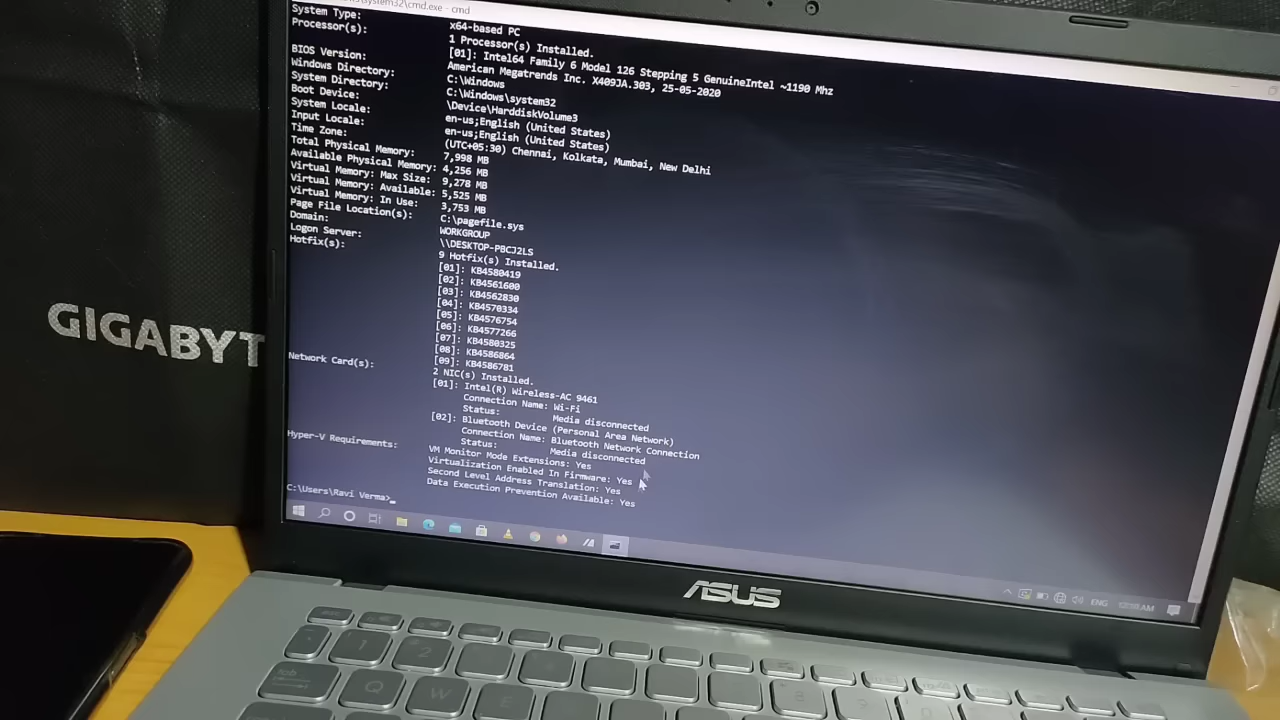 system32\cmd.exe - cmd
System Type: x64-based PC
Processor(s): 1 Processor(s) Installed.
[01]: Intel64 Family 6 Model 126 Stepping 5 GenuineIntel ~1190 Mhz
BIOS Version: American Megatrends Inc. X409JA.303, 25-05-2020
Windows Directory: C:\Windows
System Directory: C:\Windows\system32
Boot Device: \Device\HarddiskVolume3
System Locale: en-us;English (United States)
Input Locale: en-us;English (United States)
Time Zone: (UTC+05:30) Chennai, Kolkata, Mumbai, New Delhi
Total Physical Memory: 7,998 MB
Available Physical Memory: 4,256 MB
Virtual Memory: Max Size: 9,278 MB
Virtual Memory: Available: 5,525 MB
Virtual Memory: In Use: 3,753 MB
Page File Location(s): C:\pagefile.sys
Domain: WORKGROUP
Logon Server: \\DESKTOP-PBCJ2LS
Hotfix(s): 9 Hotfix(s) Installed.
[01]: KB4580419
[02]: KB4561600
[03]: KB4562830
[04]: KB4570334
[05]: KB4576754
[06]: KB4577266
[07]: KB4580325
[08]: KB4586864
[09]: KB4586781
Network Card(s): 2 NIC(s) Installed.
[01]: Intel(R) Wireless-AC 9461
Connection Name: Wi-Fi
Status: Media disconnected
[02]: Bluetooth Device (Personal Area Network)
Connection Name: Bluetooth Network Connection
Status: Media disconnected
Hyper-V Requirements: VM Monitor Mode Extensions: Yes
Virtualization Enabled In Firmware: Yes
Second Level Address Translation: Yes
Data Execution Prevention Available: Yes
C:\Users\Ravi Verma>_
ENG
GIGABYT
ASUS
esc
1 2
tab Q W E